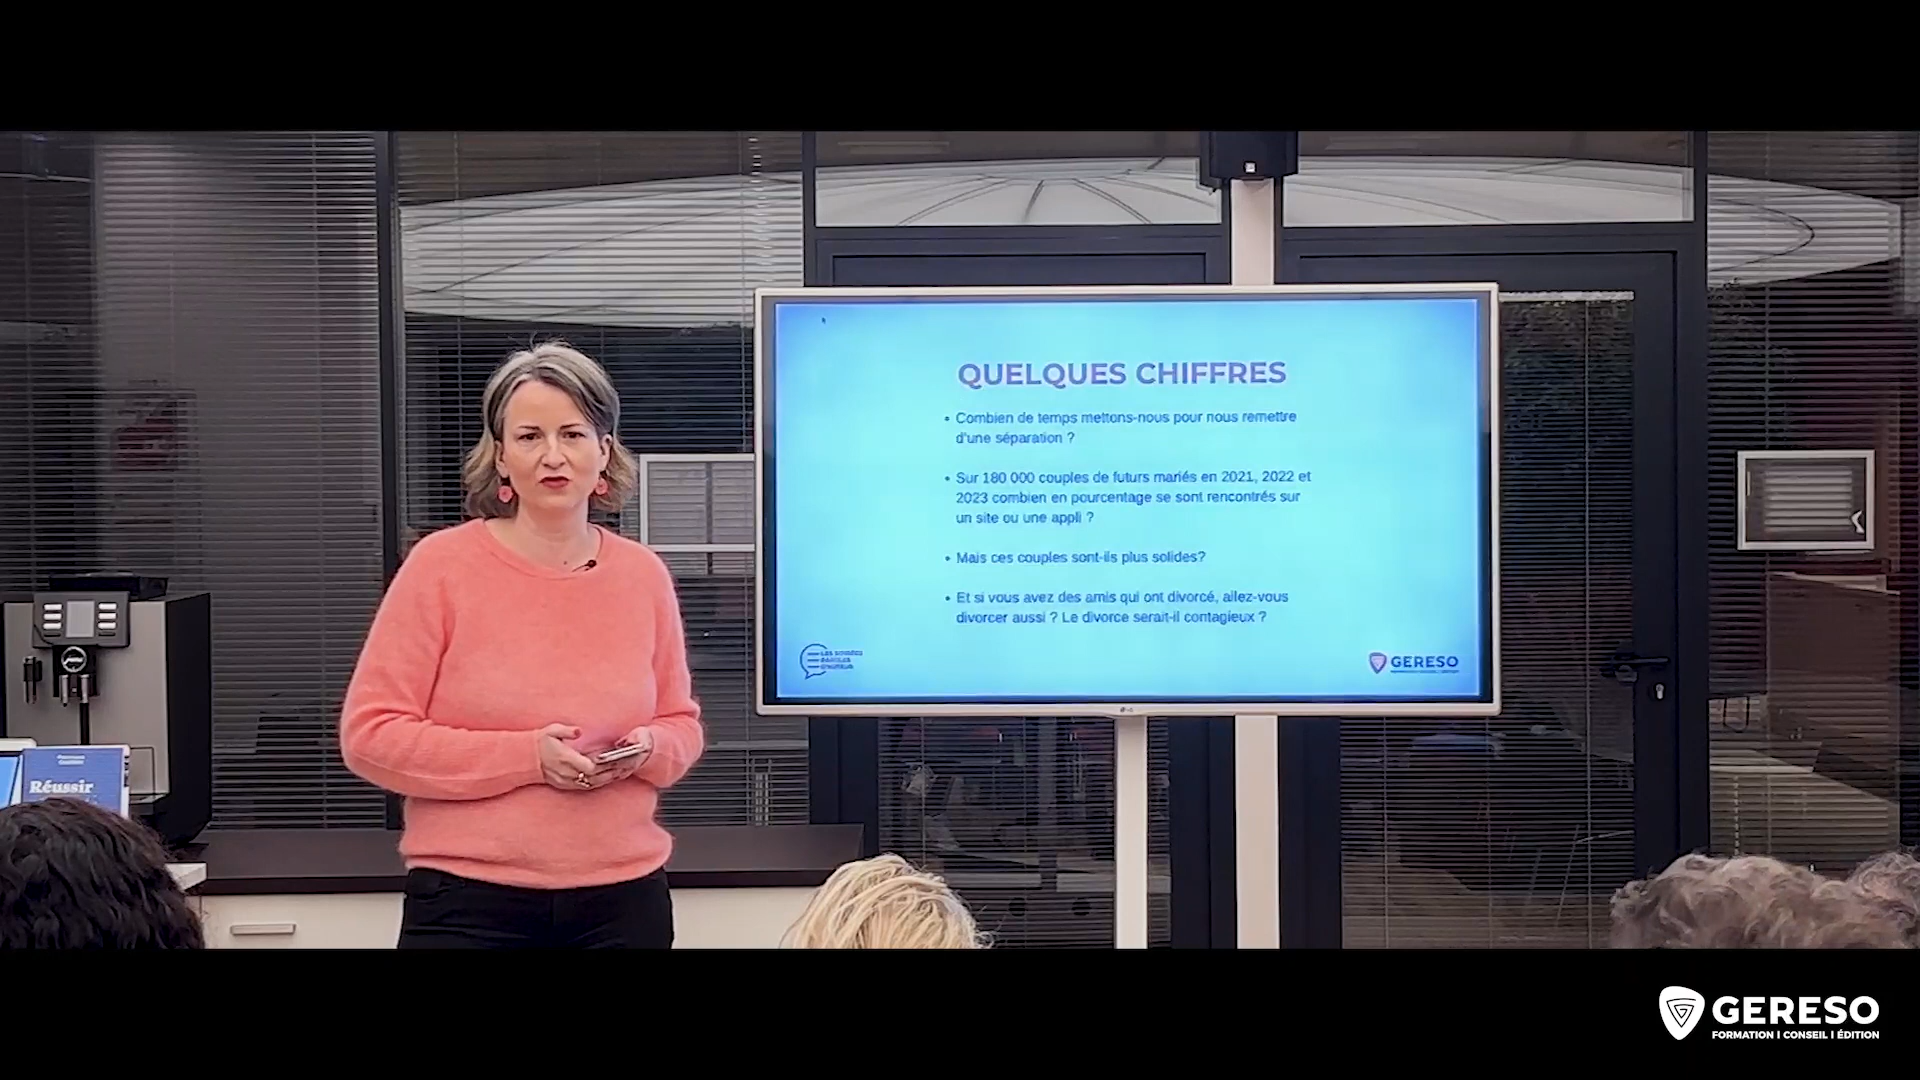 QUELQUES CHIFFRES
• Combien de temps mettons-nous pour nous remettre
d'une séparation ?
• Sur 180 000 couples de futurs mariés en 2021, 2022 et
2023 combien en pourcentage se sont rencontrés sur
un site ou une appli ?
• Mais ces couples sont-ils plus solides?
• Et si vous avez des amis qui ont divorcé, allez-vous
divorcer aussi ? Le divorce serait-il contagieux ?
GERESO
LG
Réussir
GERESO
FORMATION | CONSEIL | ÉDITION